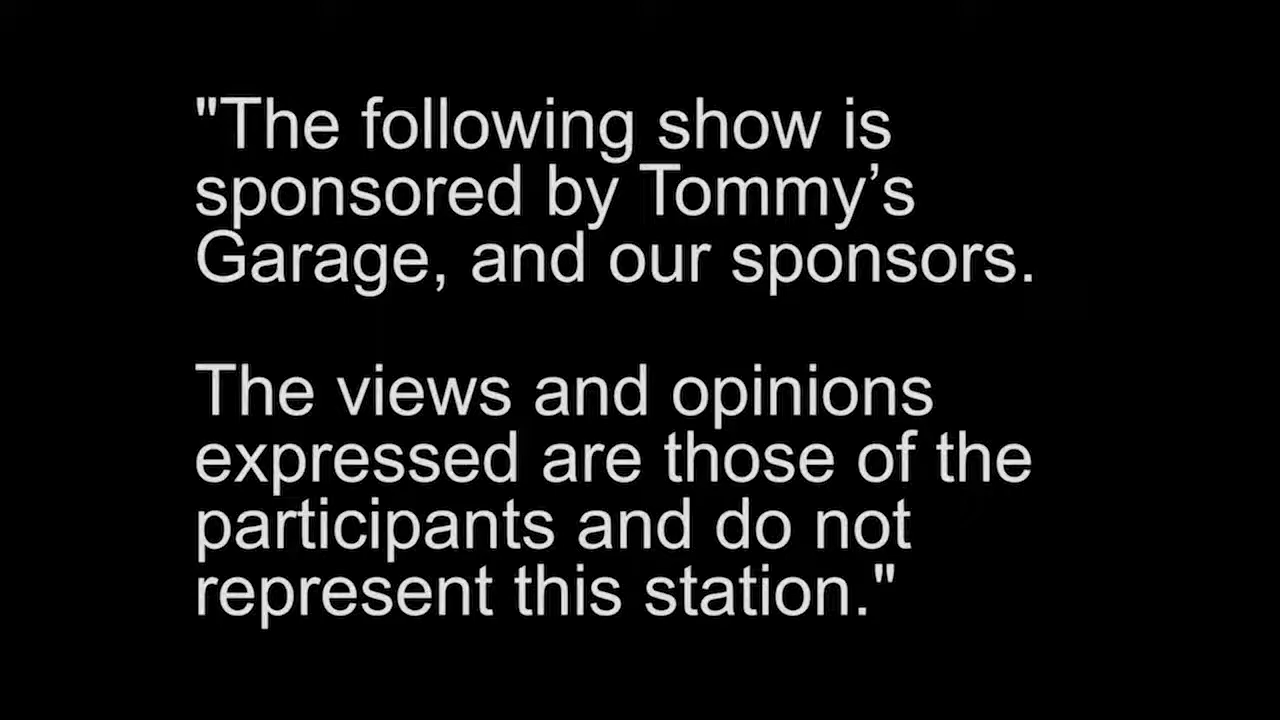 "The following show is
sponsored by Tommy’s
Garage, and our sponsors.
The views and opinions
expressed are those of the
participants and do not
represent this station."